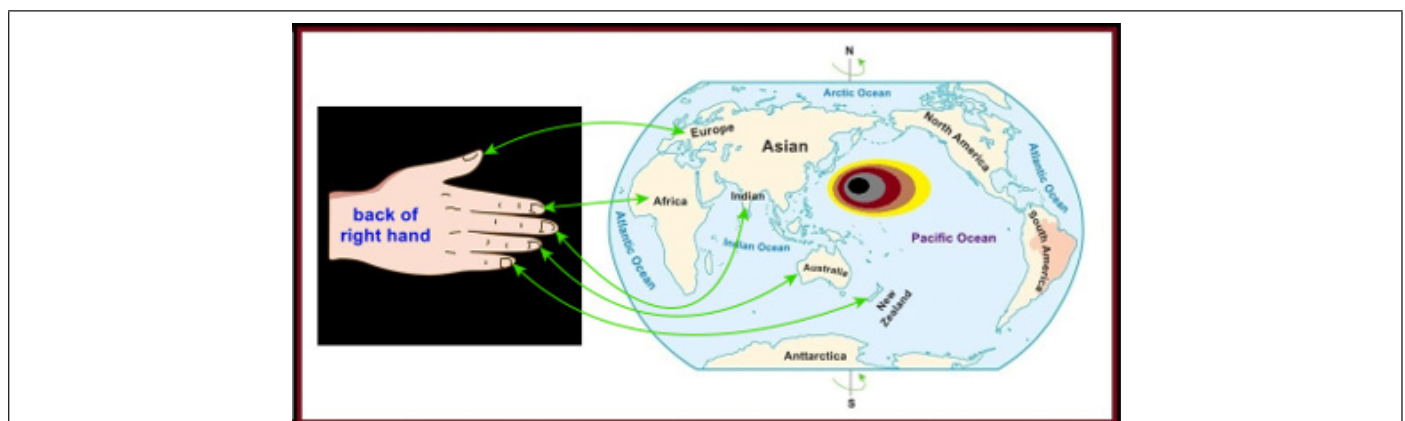 N
Arctic Ocean
Europe
Asian
North America
Atlantic Ocean
back of
right hand
Africa
Indian
Atlantic Ocean
Indian Ocean
Pacific Ocean
South America
Australia
New
Zealand
Anttarctica
S